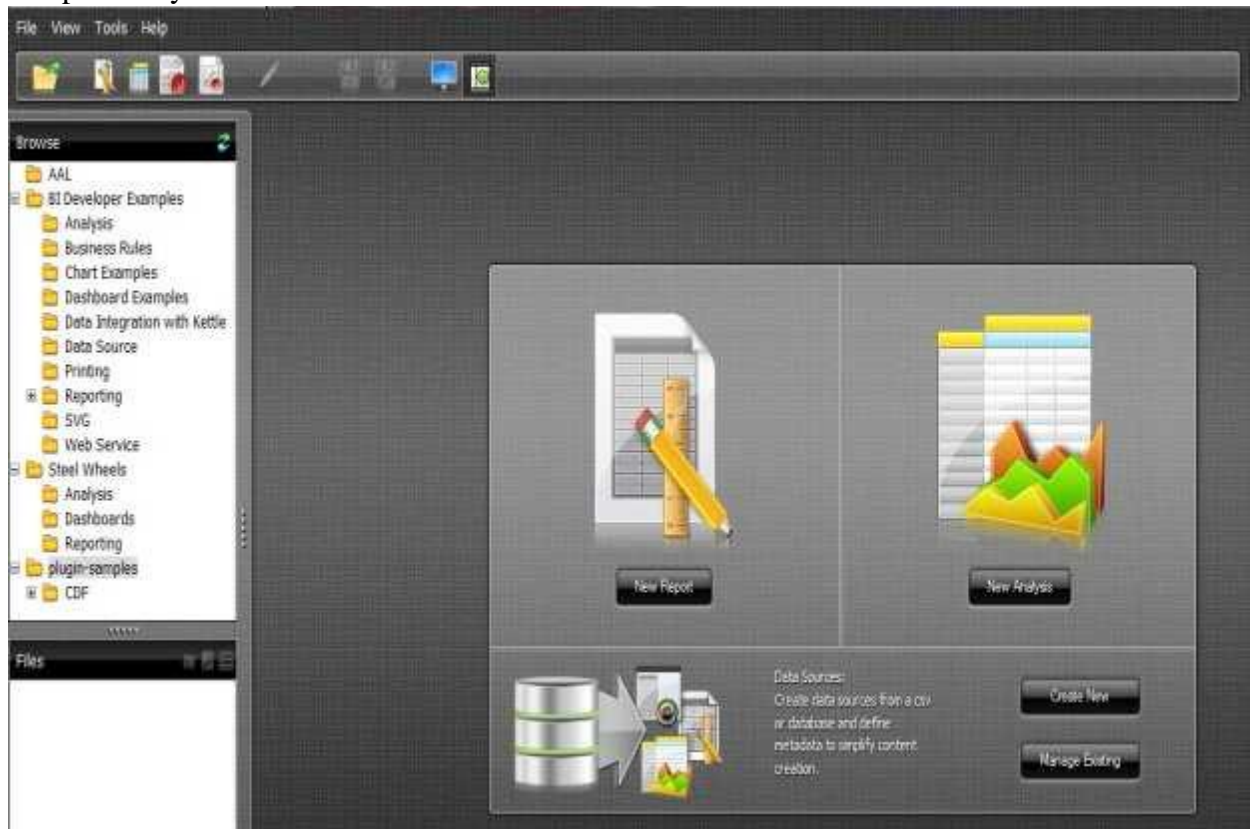 File View Tools Help
Browse
AAL
BI Developer Examples
Analysis
Business Rules
Chart Examples
Dashboard Examples
Data Integration with Kettle
Data Source
Printing
Reporting
SVG
Web Service
Steel Wheels
Analysis
Dashboards
Reporting
plugin-samples
CDF
Files
New Report
New Analysis
Data Sources:
Create data sources from a csv
or database and define
metadata to simplify content
creation.
Create New
Manage Existing